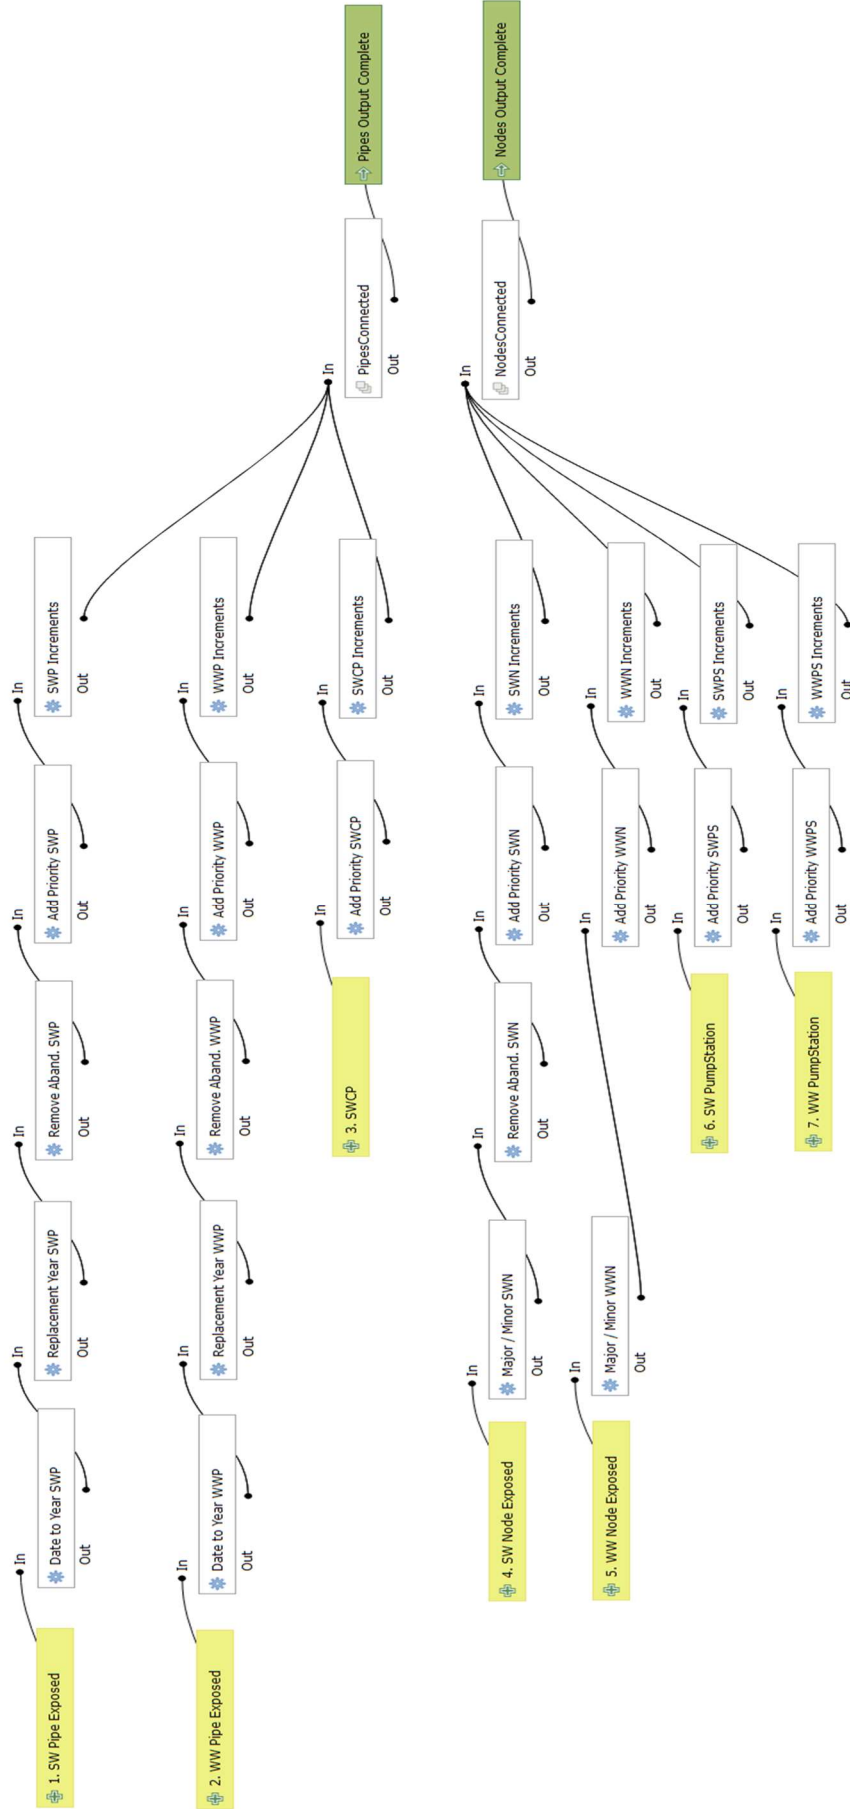 In
In
In
In
1. SW Pipe Exposed
Date to Year SWP
Replacement Year SWP
Remove Aband. SWP
Add Priority SWP
SWP Increments
Out
Out
Out
Out
Out
In
In
In
In
In
2. WW Pipe Exposed
Date to Year WWP
Replacement Year WWP
Remove Aband. WWP
Add Priority WWP
WWP Increments
Out
Out
Out
Out
Out
In
In
In
3. SWCP
Add Priority SWCP
SWCP Increments
PipesConnected
Pipes Output Complete
Out
Out
Out
In
In
In
In
In
4. SW Node Exposed
Major / Minor SWN
Remove Aband. SWN
Add Priority SWN
SWN Increments
NodesConnected
Nodes Output Complete
Out
Out
Out
Out
Out
In
In
In
5. WW Node Exposed
Major / Minor WWN
Add Priority WWN
WWN Increments
Out
Out
Out
In
In
6. SW PumpStation
Add Priority SWPS
SWPS Increments
Out
Out
In
In
7. WW PumpStation
Add Priority WWPS
WWPS Increments
Out
Out
In